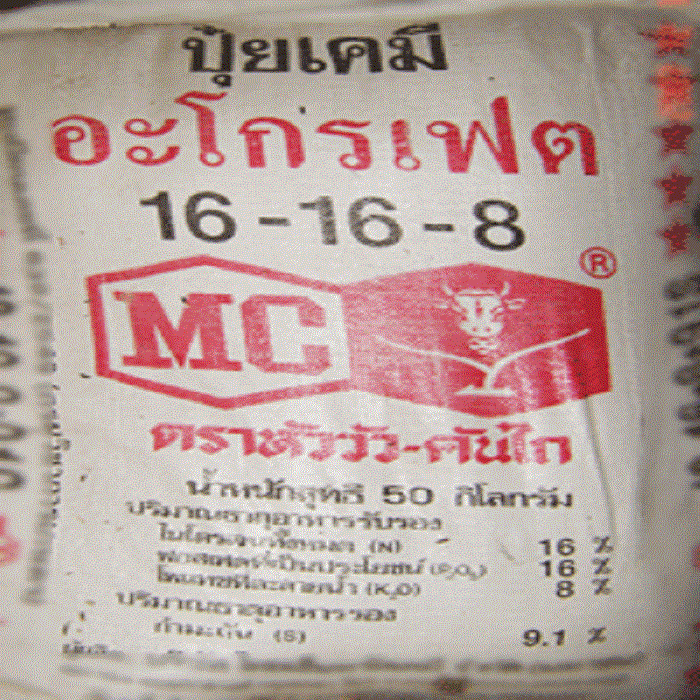 ปุ๋ยเคมี
อะโกรเฟต
16-16-8
®
MC
ตราหัววัว-คันไถ
น้ำหนักสุทธิ 50 กิโลกรัม
ปริมาณธาตุอาหารรับรอง
ไนโตรเจนทั้งหมด (N) 16 %
ฟอสเฟตที่เป็นประโยชน์ (P₂O₅) 16 %
โพแทชที่ละลายน้ำ (K₂O) 8 %
ปริมาณธาตุอาหารรอง
กำมะถัน (S) 9.1 %